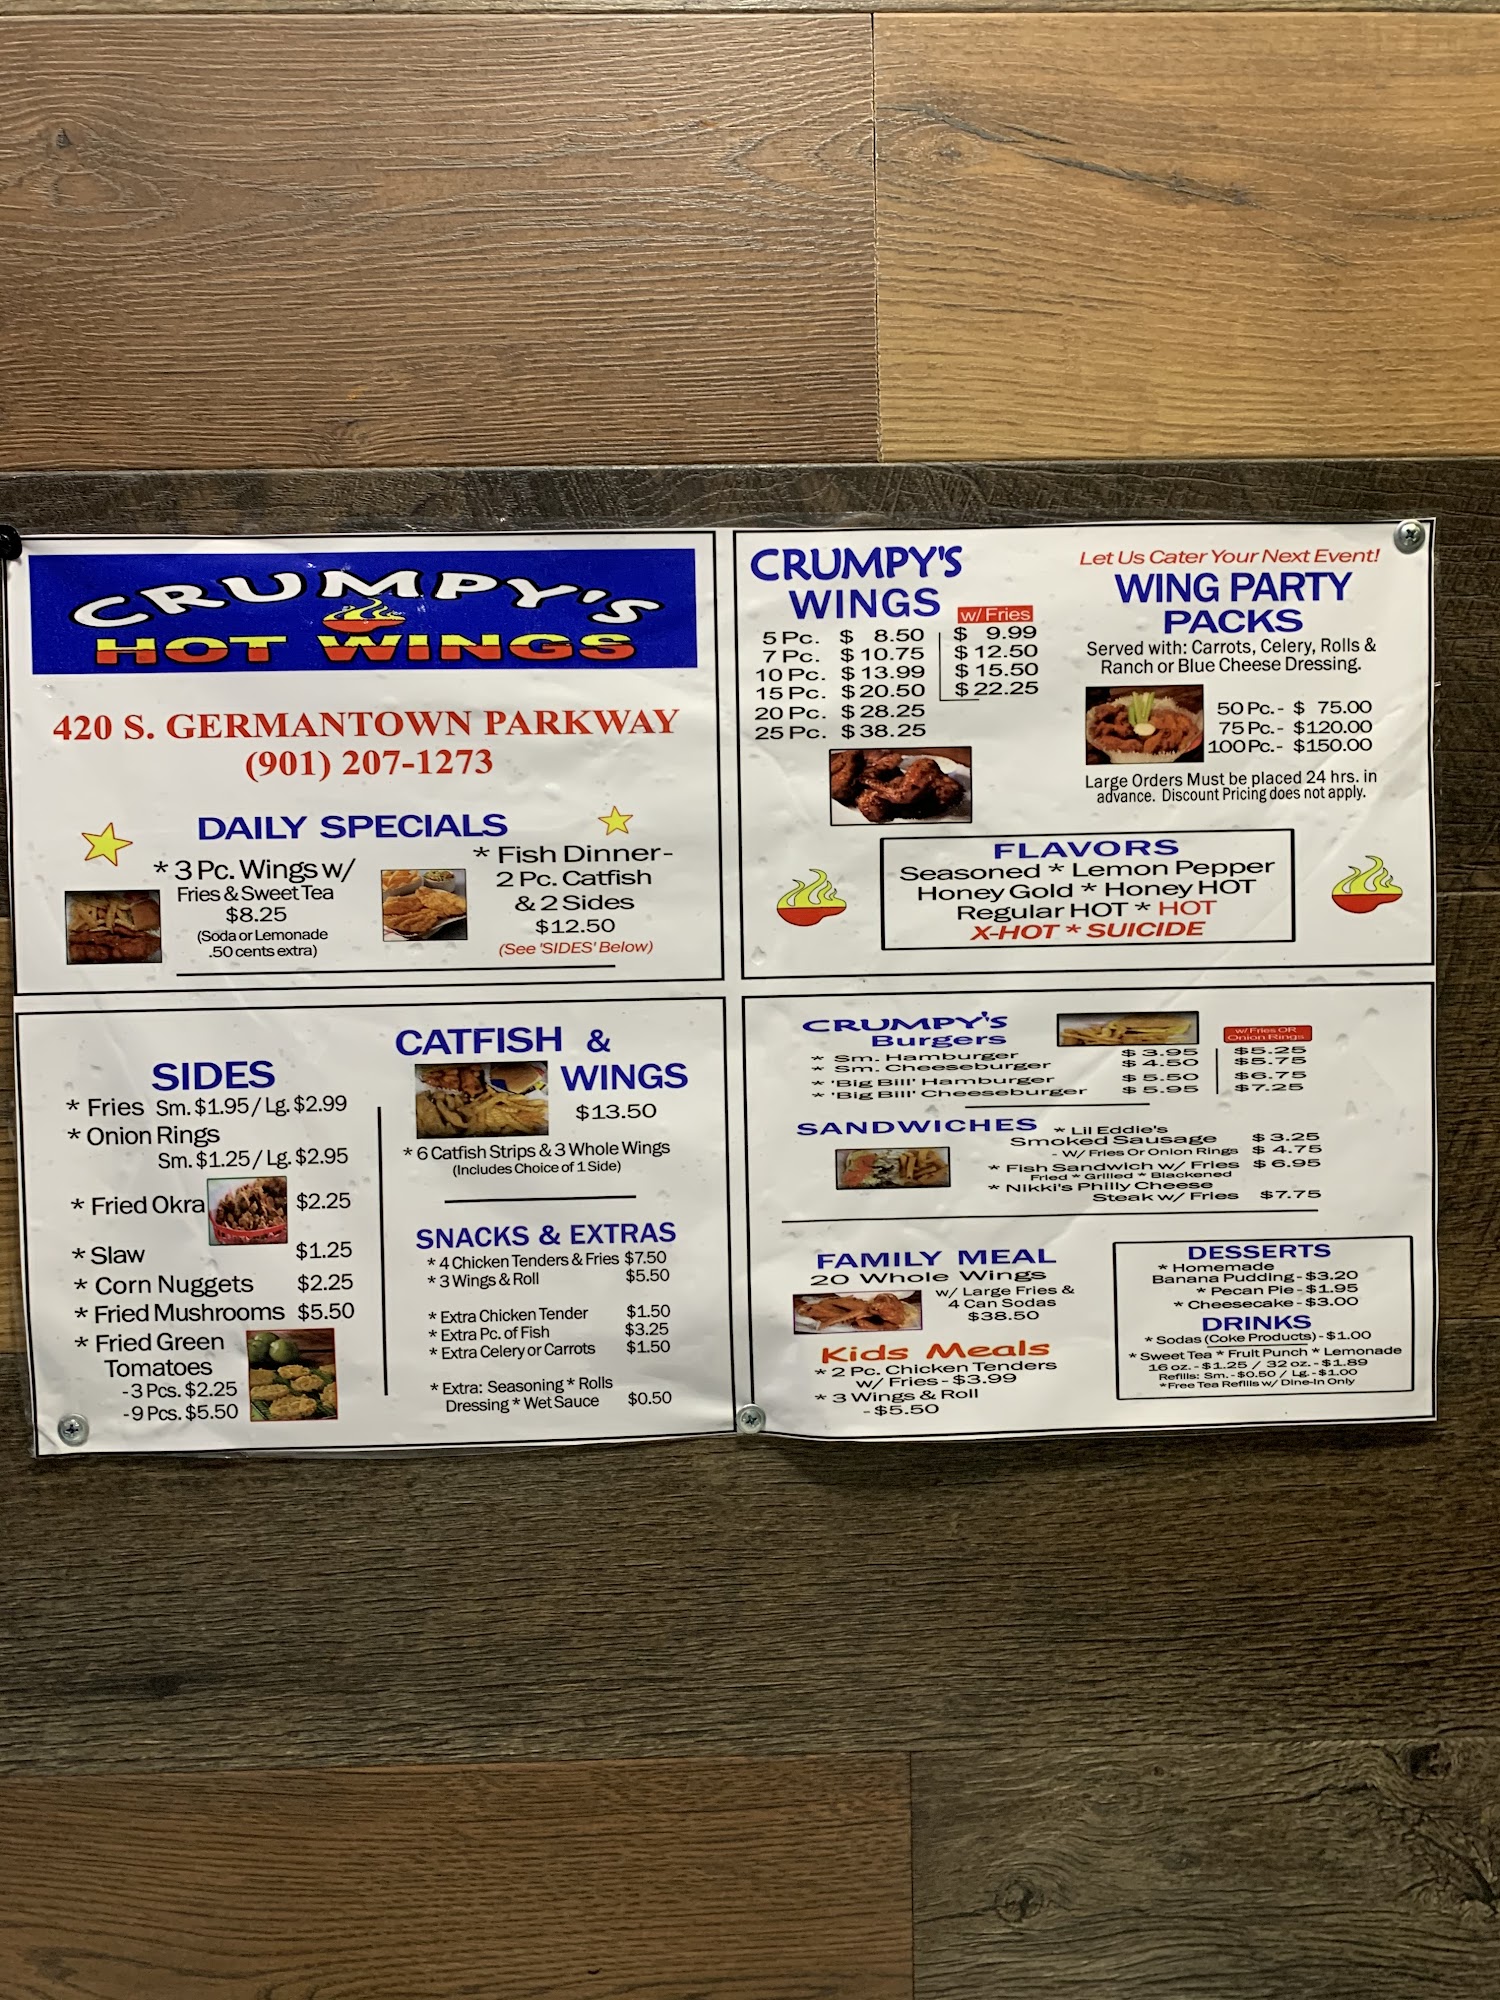 CRUMPY'S
HOT WINGS
420 S. GERMANTOWN PARKWAY
(901) 207-1273
DAILY SPECIALS
* 3 Pc. Wings w/
Fries & Sweet Tea
$8.25
(Soda or Lemonade
.50 cents extra)
* Fish Dinner-
2 Pc. Catfish
& 2 Sides
$12.50
(See 'SIDES' Below)
CRUMPY'S
WINGS
w/ Fries
5 Pc. $ 8.50 $ 9.99
7 Pc. $ 10.75 $ 12.50
10 Pc. $ 13.99 $ 15.50
15 Pc. $ 20.50 $ 22.25
20 Pc. $ 28.25
25 Pc. $ 38.25
Let Us Cater Your Next Event!
WING PARTY
PACKS
Served with: Carrots, Celery, Rolls &
Ranch or Blue Cheese Dressing.
50 Pc.- $ 75.00
75 Pc.- $120.00
100 Pc.- $150.00
Large Orders Must be placed 24 hrs. in
advance. Discount Pricing does not apply.
FLAVORS
Seasoned * Lemon Pepper
Honey Gold * Honey HOT
Regular HOT * HOT
X-HOT * SUICIDE
SIDES
* Fries Sm. $1.95 / Lg. $2.99
* Onion Rings
Sm. $1.25 / Lg. $2.95
* Fried Okra $2.25
* Slaw $1.25
* Corn Nuggets $2.25
* Fried Mushrooms $5.50
* Fried Green
Tomatoes
-3 Pcs. $2.25
-9 Pcs. $5.50
CATFISH &
WINGS
$13.50
* 6 Catfish Strips & 3 Whole Wings
(Includes Choice of 1 Side)
SNACKS & EXTRAS
* 4 Chicken Tenders & Fries $7.50
* 3 Wings & Roll $5.50
* Extra Chicken Tender $1.50
* Extra Pc. of Fish $3.25
* Extra Celery or Carrots $1.50
* Extra: Seasoning * Rolls
Dressing * Wet Sauce $0.50
CRUMPY'S
Burgers
w/ Fries OR
Onion Rings
* Sm. Hamburger $ 3.95 $5.25
* Sm. Cheeseburger $ 4.50 $5.75
* 'Big Bill' Hamburger $ 5.50 $6.75
* 'Big Bill' Cheeseburger $ 5.95 $7.25
SANDWICHES * Lil Eddie's
Smoked Sausage $ 3.25
- W/ Fries Or Onion Rings $ 4.75
* Fish Sandwich w/ Fries $ 6.95
Fried * Grilled * Blackened
* Nikki's Philly Cheese
Steak w/ Fries $7.75
FAMILY MEAL
20 Whole Wings
w/ Large Fries &
4 Can Sodas
$38.50
Kids Meals
* 2 Pc. Chicken Tenders
w/ Fries - $3.99
* 3 Wings & Roll
- $5.50
DESSERTS
* Homemade
Banana Pudding - $3.20
* Pecan Pie - $1.95
* Cheesecake - $3.00
DRINKS
* Sodas (Coke Products) - $1.00
* Sweet Tea * Fruit Punch * Lemonade
16 oz. - $1.25 / 32 oz. - $1.89
Refills: Sm. - $0.50 / Lg. - $1.00
*Free Tea Refills w/ Dine-In Only